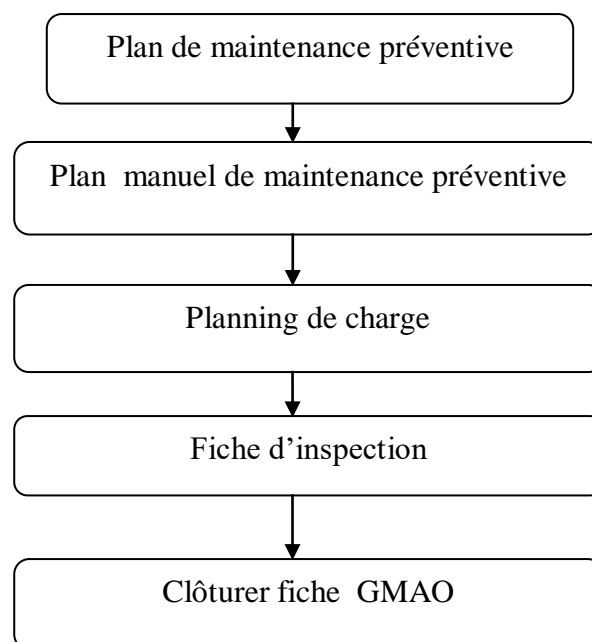 Plan de maintenance préventive
Plan manuel de maintenance préventive
Planning de charge
Fiche d’inspection
Clôturer fiche GMAO